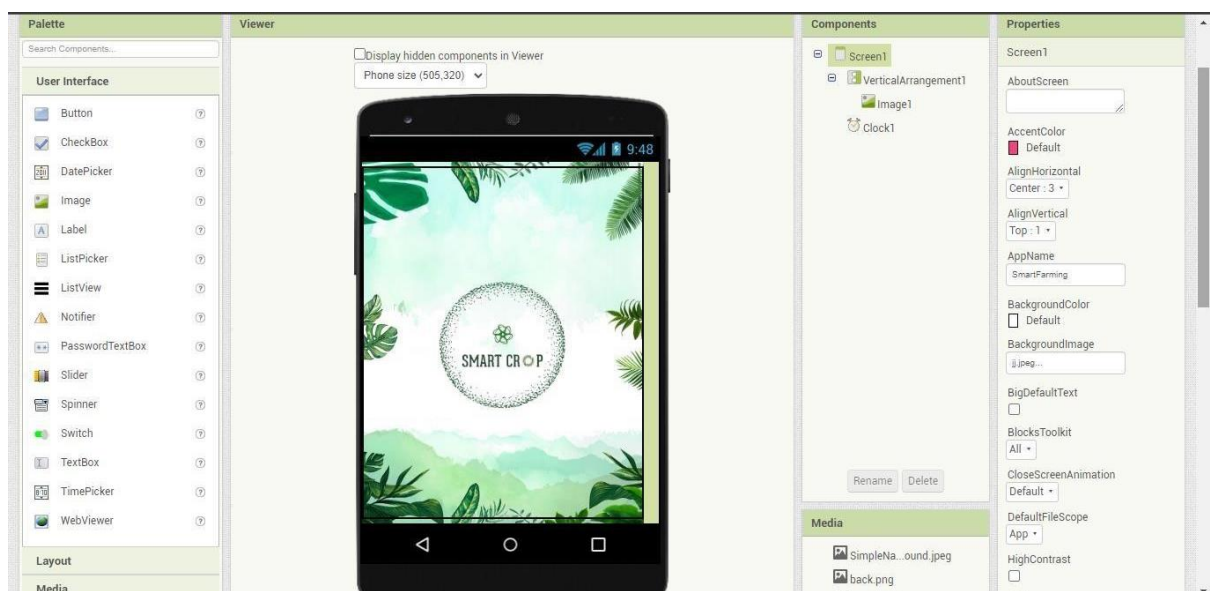 Palette
Search Components...
User Interface
Button
CheckBox
DatePicker
Image
Label
ListPicker
ListView
Notifier
PasswordTextBox
Slider
Spinner
Switch
TextBox
TimePicker
WebViewer
Layout
Media
Viewer
Display hidden components in Viewer
Phone size (505,320)
9:48
SMART CROP
Components
Screen1
VerticalArrangement1
Image1
Clock1
Rename Delete
Media
SimpleNa...ound.jpeg
back.png
Properties
Screen1
AboutScreen
AccentColor
Default
AlignHorizontal
Center : 3
AlignVertical
Top : 1
AppName
SmartFarming
BackgroundColor
Default
BackgroundImage
jj.jpeg...
BigDefaultText
BlocksToolkit
All
CloseScreenAnimation
Default
DefaultFileScope
App
HighContrast